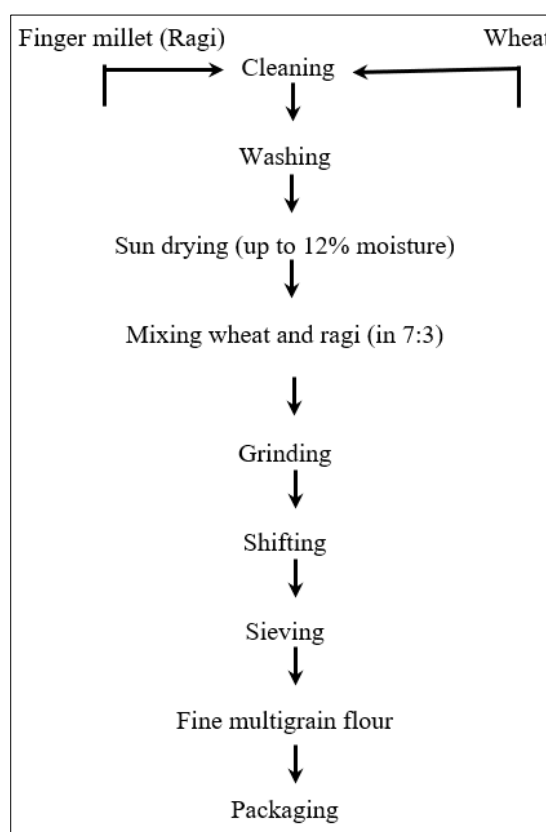 Finger millet (Ragi)
Wheat
Cleaning
Washing
Sun drying (up to 12% moisture)
Mixing wheat and ragi (in 7:3)
Grinding
Shifting
Sieving
Fine multigrain flour
Packaging